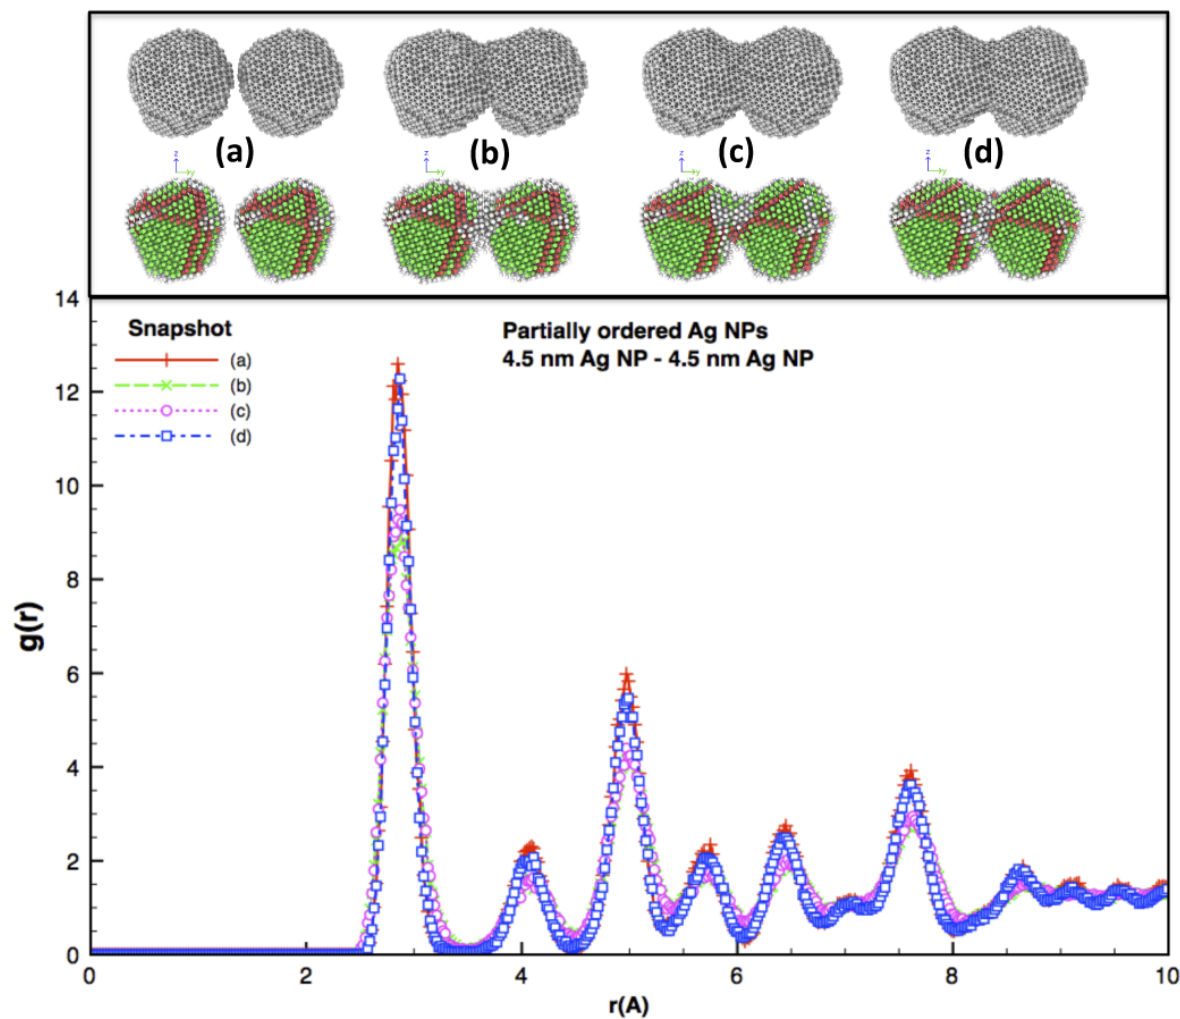 (a) (b) (c) (d)
z y z y z y z y
Snapshot
(a)
(b)
(c)
(d)
Partially ordered Ag NPs
4.5 nm Ag NP - 4.5 nm Ag NP
14
12
10
8
6
4
2
0
g(r)
0 2 4 6 8 10
r(A)